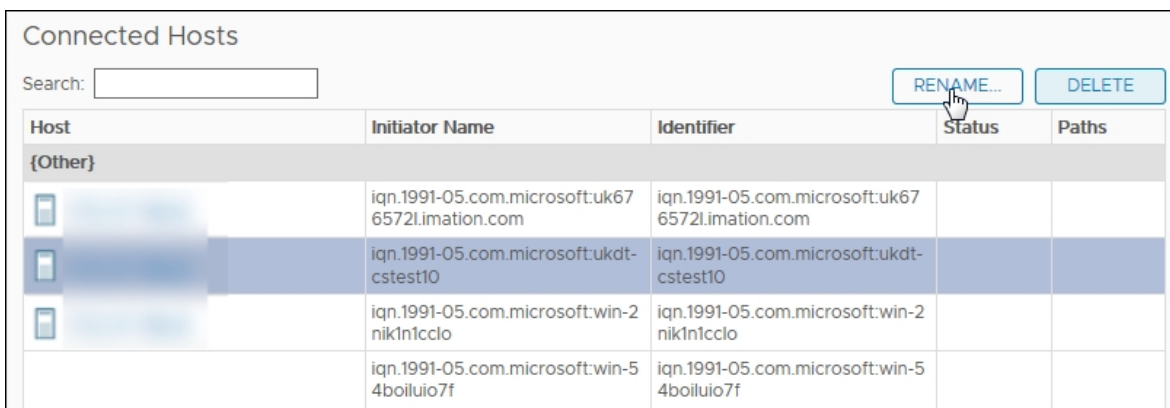 Connected Hosts
Search:
RENAME... DELETE
Host Initiator Name Identifier Status Paths
{Other}
iqn.1991-05.com.microsoft:uk67 iqn.1991-05.com.microsoft:uk67
6572l.imation.com 6572l.imation.com
iqn.1991-05.com.microsoft:ukdt- iqn.1991-05.com.microsoft:ukdt-
cstest10 cstest10
iqn.1991-05.com.microsoft:win-2 iqn.1991-05.com.microsoft:win-2
nik1n1cclo nik1n1cclo
iqn.1991-05.com.microsoft:win-5 iqn.1991-05.com.microsoft:win-5
4boiluio7f 4boiluio7f